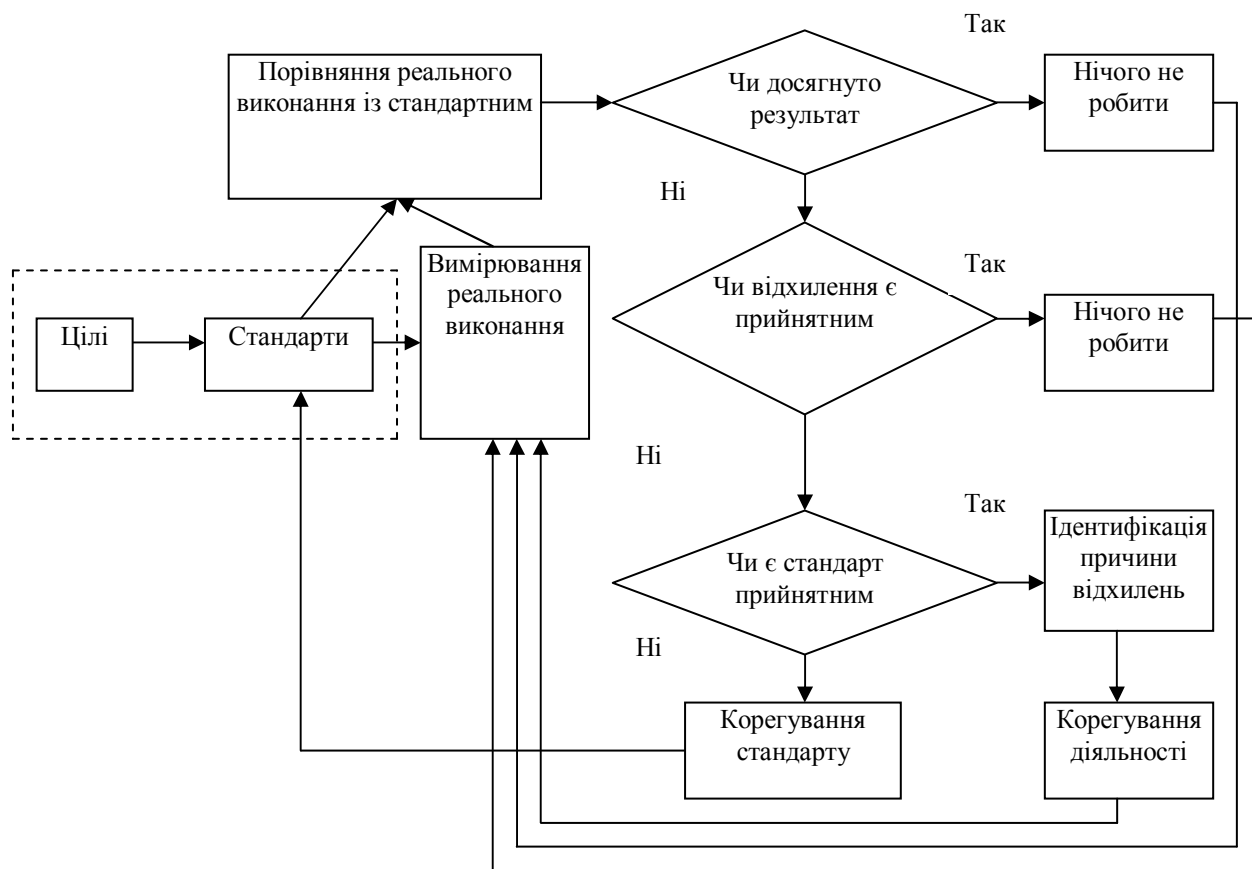 Так
Порівняння реального
виконання із стандартним
Чи досягнуто
результат
Нічого не
робити
Ні
Вимірювання
реального
виконання
Так
Чи відхилення є
прийнятним
Нічого не
робити
Цілі
Стандарти
Ні
Так
Чи є стандарт
прийнятним
Ідентифікація
причини
відхилень
Ні
Корегування
стандарту
Корегування
діяльності